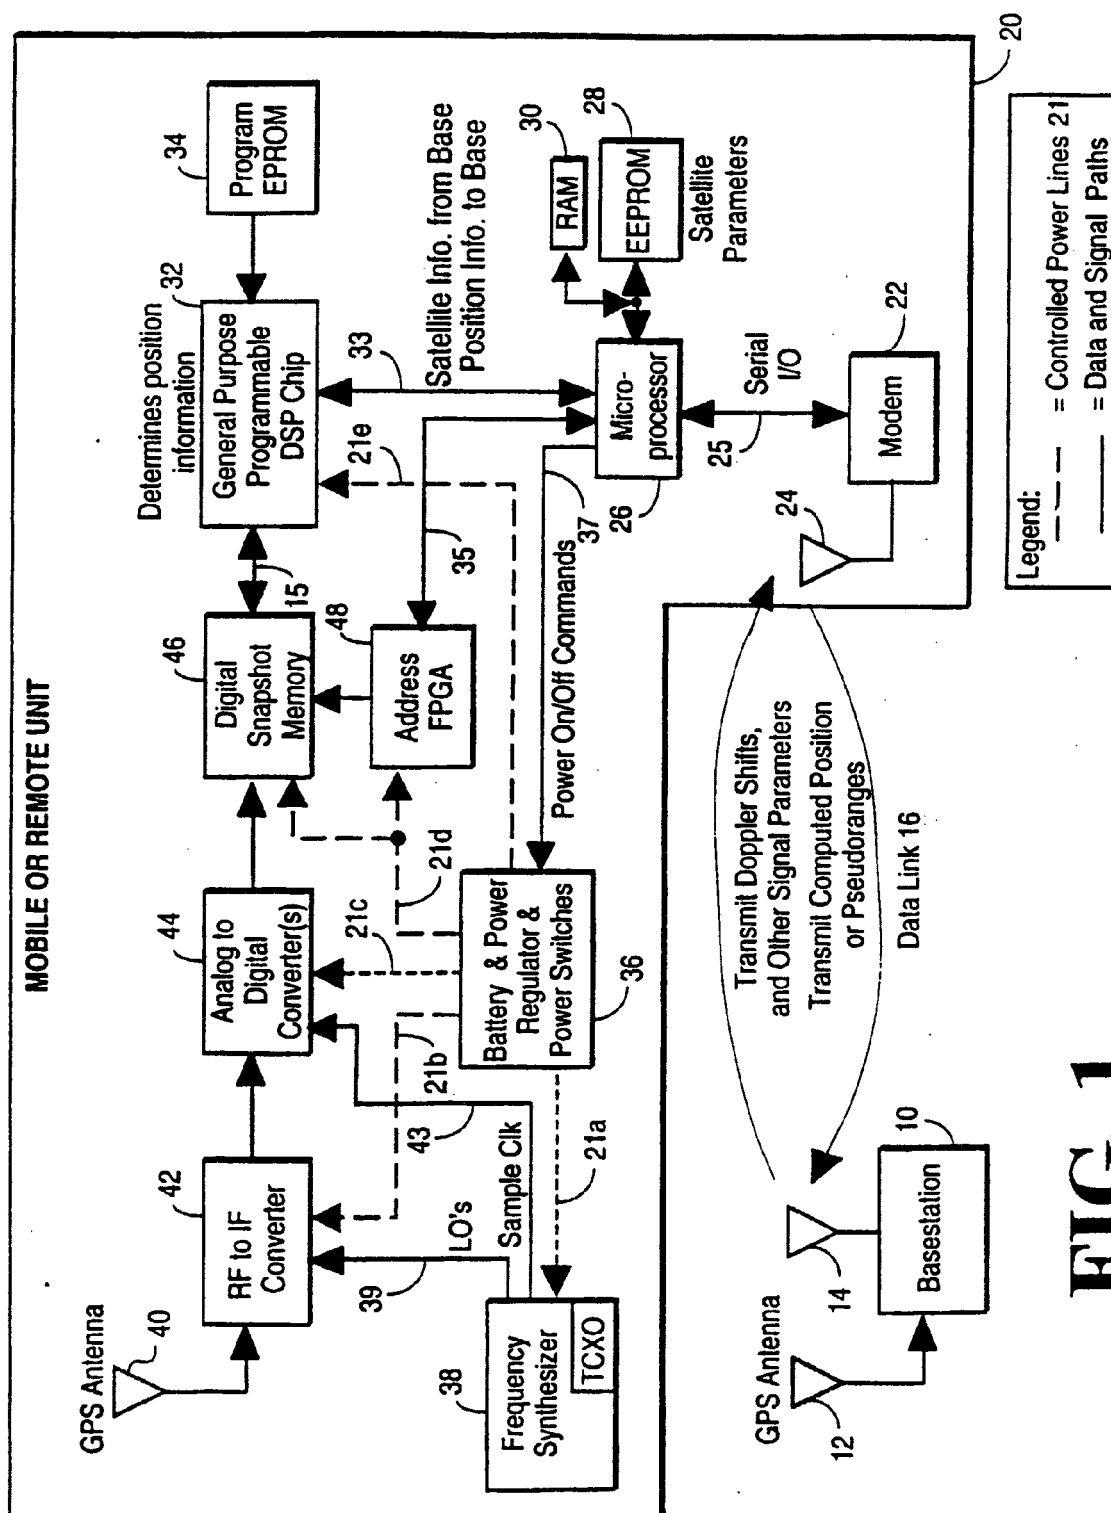 MOBILE OR REMOTE UNIT
GPS Antenna
40
42
RF to IF
Converter
39
LO's
Sample Clk
43
38
Frequency
Synthesizer
TCXO
44
Analog to
Digital
Converter(s)
21b
21c
21d
21a
Battery & Power
Regulator &
Power Switches
36
46
Digital
Snapshot
Memory
15
48
Address
FPGA
35
Power On/Off Commands
37
Determines position
information
32
General Purpose
Programmable
DSP Chip
21e
33
34
Program
EPROM
Satellite Info. from Base
Position Info. to Base
30
RAM
28
EEPROM
Satellite
Parameters
Micro-
processor
26
25
Serial
I/O
22
Modem
24
20
Transmit Doppler Shifts,
and Other Signal Parameters
Transmit Computed Position
or Pseudoranges
Data Link 16
GPS Antenna
12
14
10
Basestation
Legend:
= Controlled Power Lines 21
= Data and Signal Paths
FIG 1